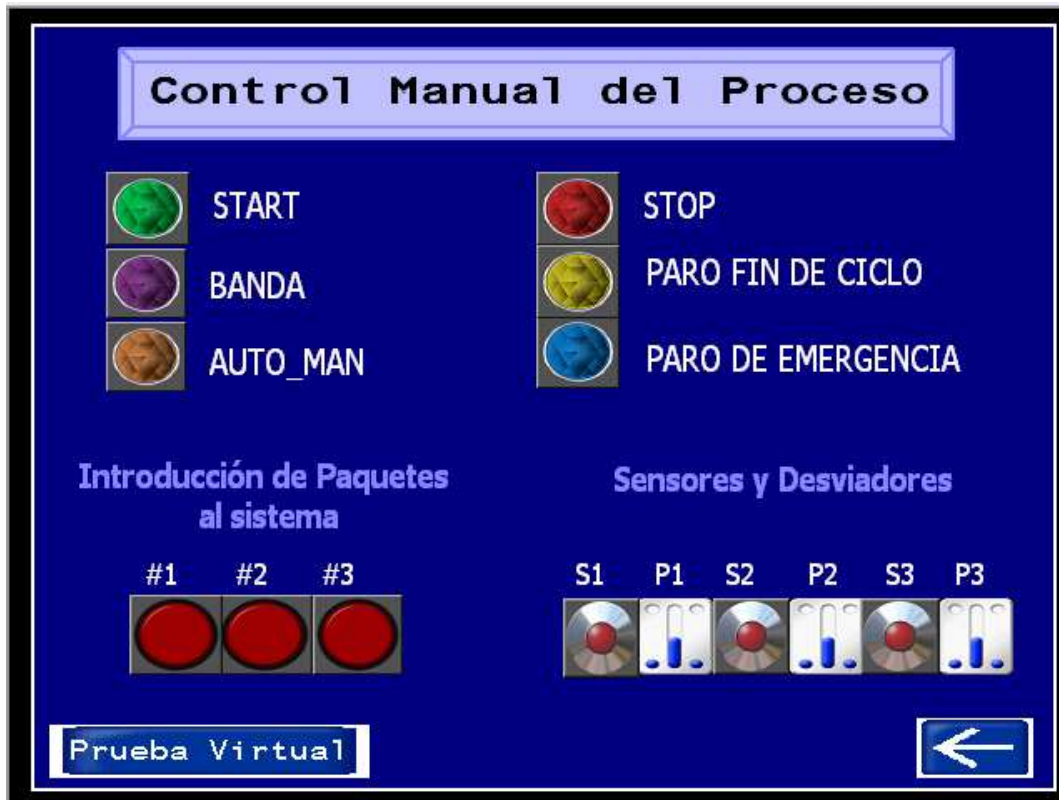 Control Manual del Proceso
START
STOP
BANDA
PARO FIN DE CICLO
AUTO_MAN
PARO DE EMERGENCIA
Introducción de Paquetes
al sistema
Sensores y Desviadores
#1 #2 #3
S1 P1 S2 P2 S3 P3
Prueba Virtual